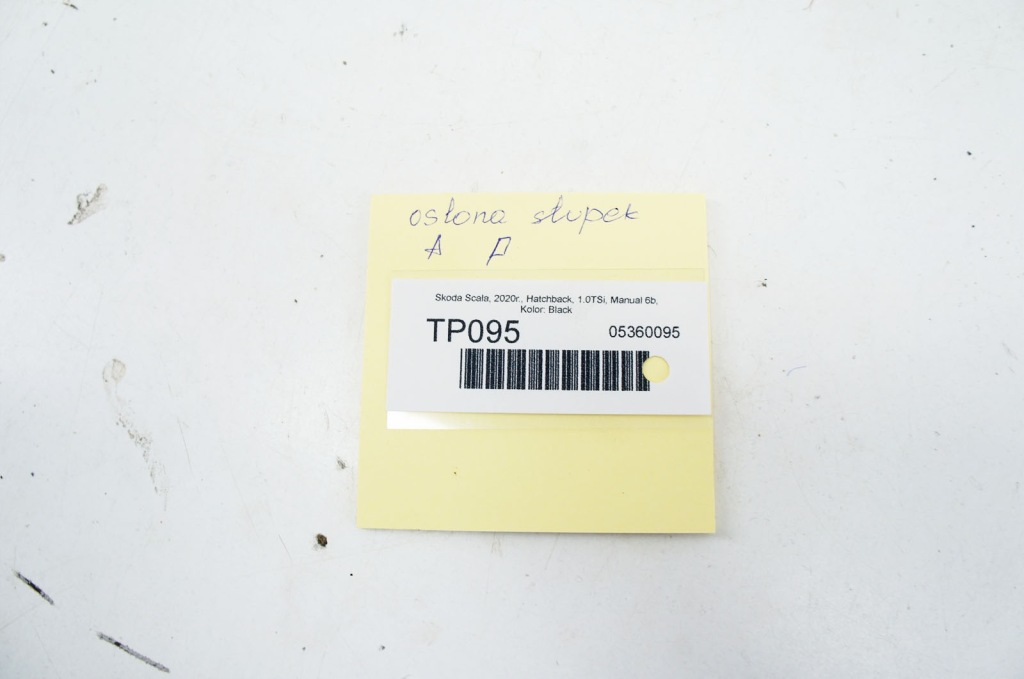 osłona słupek
A P
Skoda Scala, 2020r., Hatchback, 1.0TSi, Manual 6b,
Kolor: Black
TP095 05360095